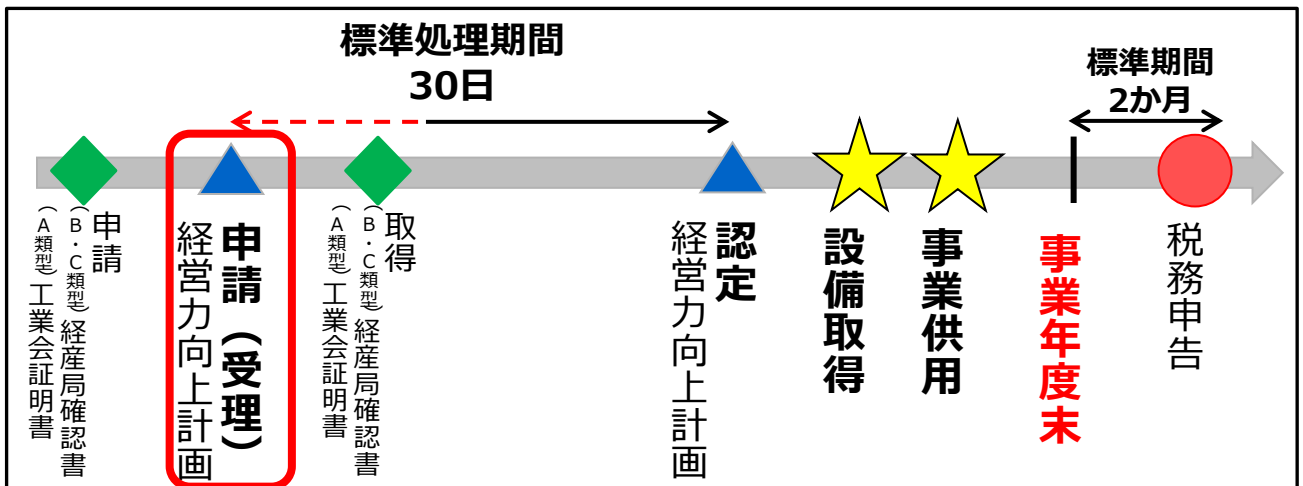 標準処理期間
30日
標準期間
2か月
申請
（B・C類型）経産局確認書
（A類型）工業会証明書
申請（受理）
経営力向上計画
取得
（B・C類型）経産局確認書
（A類型）工業会証明書
認定
経営力向上計画
設備取得
事業供用
事業年度末
税務申告